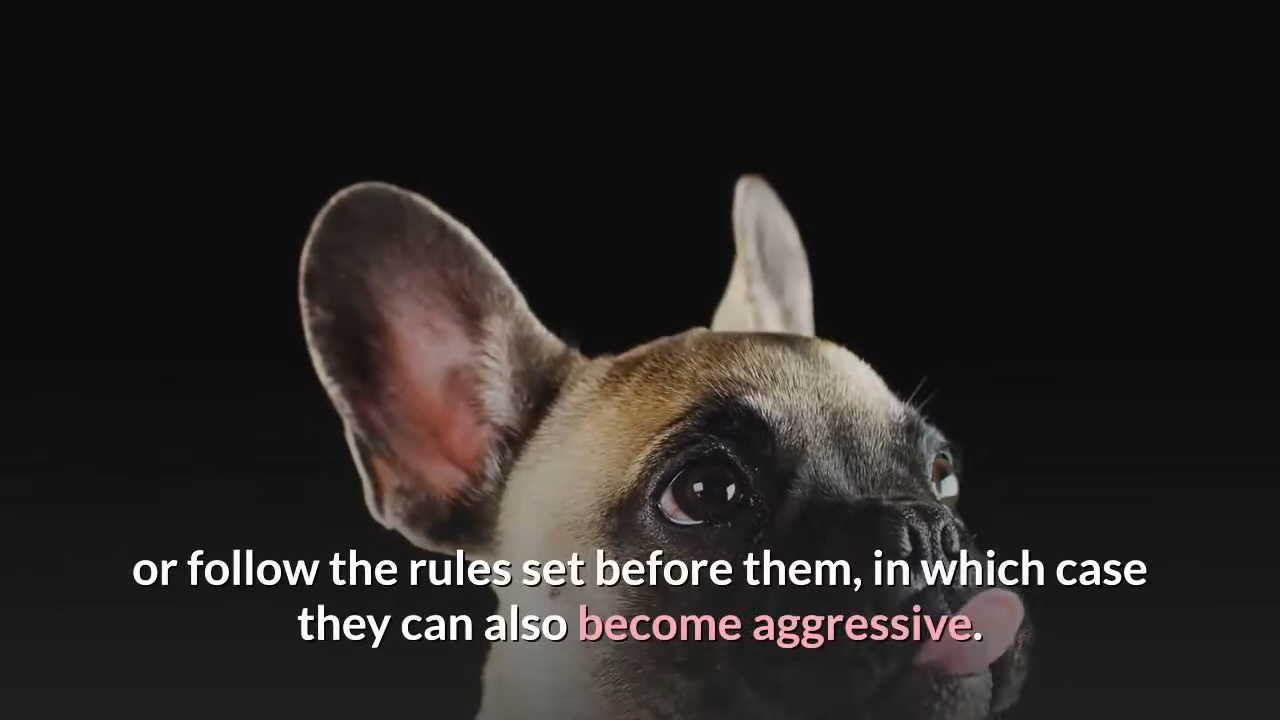 or follow the rules set before them, in which case
they can also become aggressive.